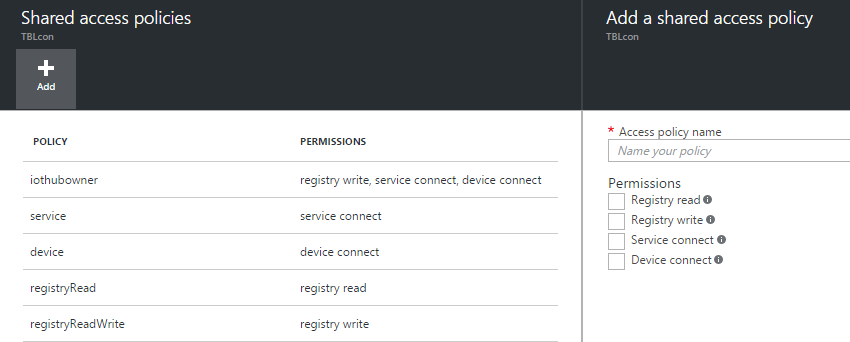 Shared access policies
TBLcon
Add
POLICY PERMISSIONS
iothubowner registry write, service connect, device connect
service service connect
device device connect
registryRead registry read
registryReadWrite registry write
Add a shared access policy
TBLcon
* Access policy name
Name your policy
Permissions
Registry read
Registry write
Service connect
Device connect